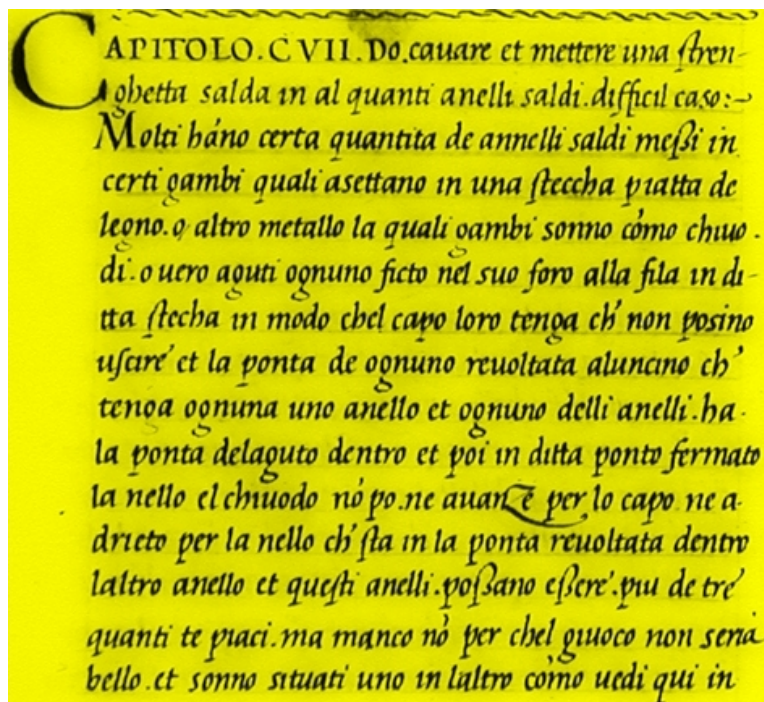 CAPITOLO.CVII.Do.cauare et mettere una stren-
ghetta salda in al quanti anelli saldi.difficil caso:~
Molti háno certa quantita de annelli saldi messi in
certi gambi quali asettano in una steccha piatta de
legno.o altro metallo la quali gambi sonno cómo chiuo.
di.o uero aguti ognuno ficto nel suo foro alla fila in di-
tta stecha in modo chel capo loro tenga ch' non posino
uscire' et la ponta de ognuno reuoltata aluncino ch'
tenga ognuna uno anello et ognuno delli anelli.ha.
la ponta delaguto dentro et poi in ditta ponto fermato
la nello el chiuodo nó po.ne auanze per lo capo ne a-
drieto per la nello ch' sta in la ponta reuoltata dentro
laltro anello et questi anelli.possano essere'.piu de tre'
quanti te piaci.ma manco nó per chel giuoco non seria
bello.et sonno situati uno in laltro cómo uedi qui in